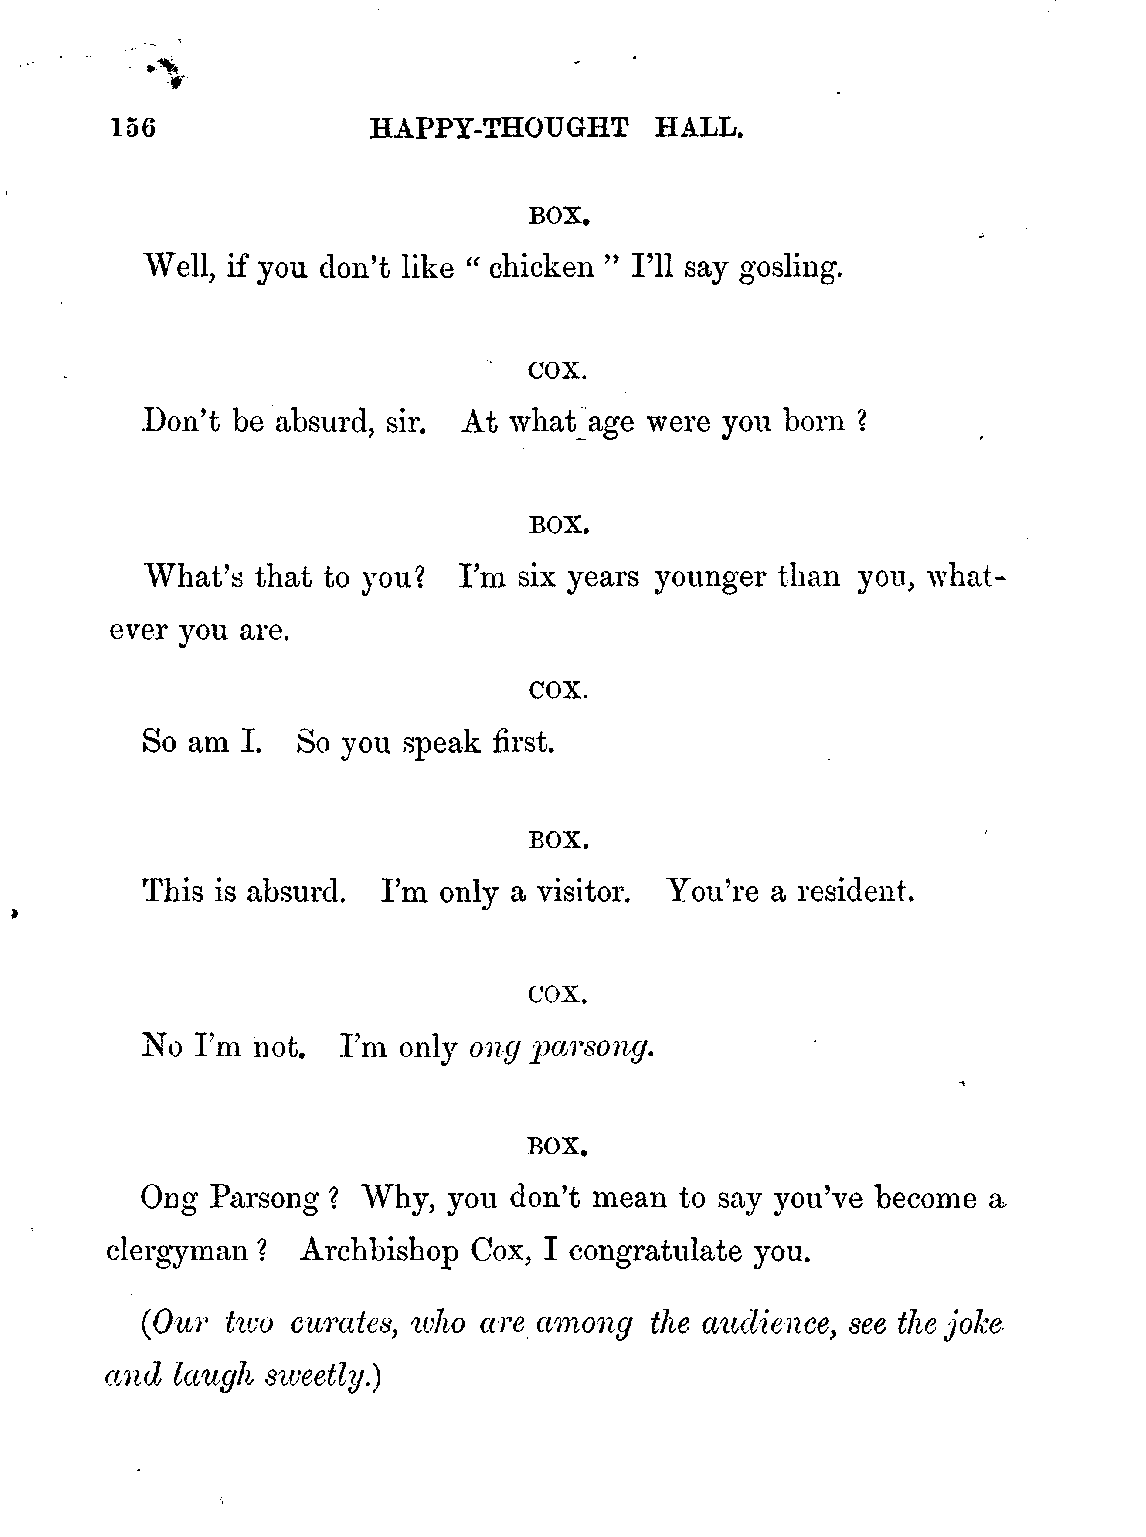 156 HAPPY-THOUGHT HALL.
BOX.
Well, if you don't like “ chicken ” I'll say gosling.
COX.
Don't be absurd, sir. At what age were you born ?
BOX.
What's that to you? I'm six years younger than you, what-
ever you are.
COX.
So am I. So you speak first.
BOX.
This is absurd. I'm only a visitor. You're a resident.
COX.
No I'm not. I'm only ong parsong.
BOX.
Ong Parsong ? Why, you don't mean to say you've become a
clergyman ? Archbishop Cox, I congratulate you.
(Our two curates, who are among the audience, see the joke
and laugh sweetly.)